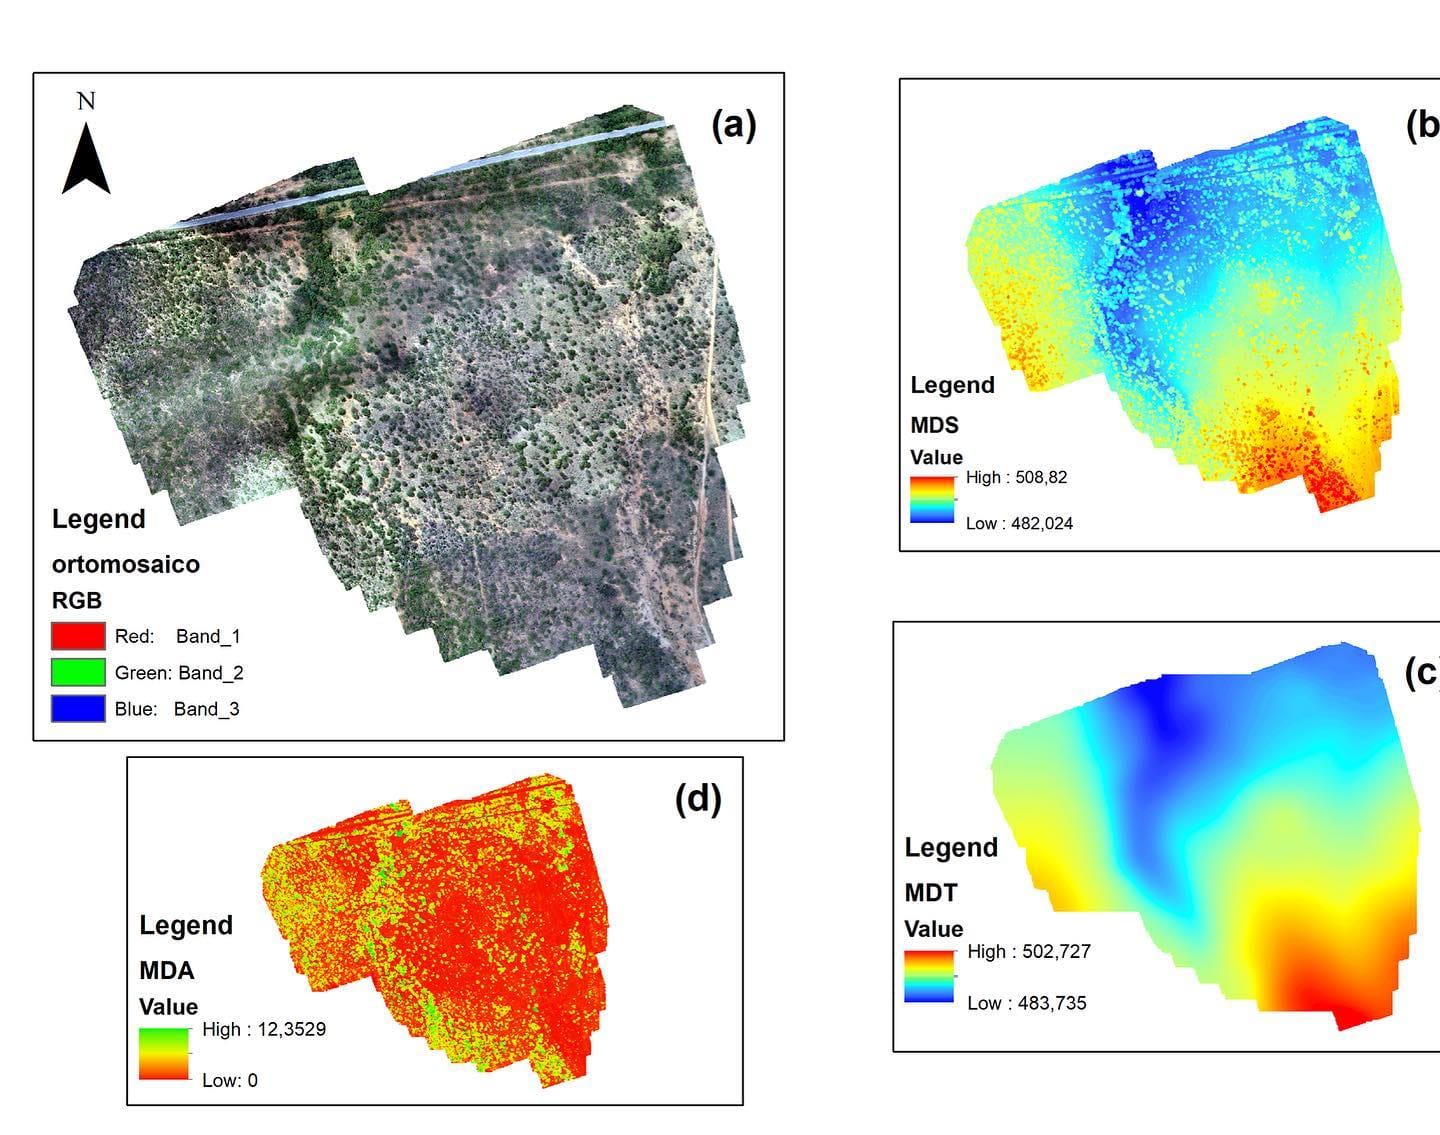 N
(a)
Legend
ortomosaico
RGB
Red: Band_1
Green: Band_2
Blue: Band_3
(b
Legend
MDS
Value
High : 508,82
Low : 482,024
(c)
Legend
MDT
Value
High : 502,727
Low : 483,735
(d)
Legend
MDA
Value
High : 12,3529
Low: 0